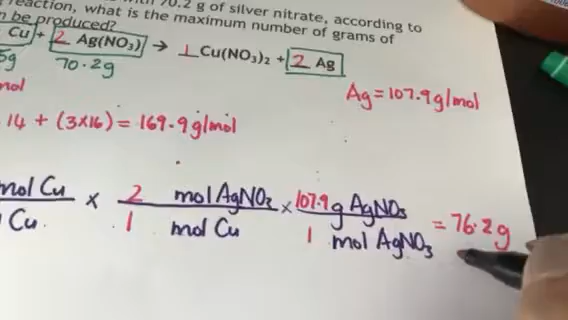 reaction, what is the maximum number of grams of
be produced?
Cu + 2 Ag(NO3) → 1 Cu(NO3)2 + 2 Ag
5g 70.2g
mol
Ag = 107.9g/mol
14 + (3x16) = 169.9g/mol
mol Cu × 2 mol AgNO3 × 107.9g AgNO3 = 76.2g
Cu. 1 mol Cu 1 mol AgNO3